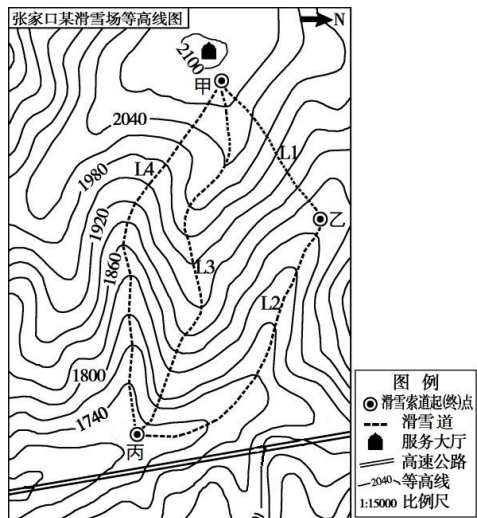 张家口某滑雪场等高线图
N
2100
甲
2040
L1
L4
1980
乙
1920
1860
L3
L2
1800
1740
丙
图 例
滑雪索道起(终)点
滑雪道
服务大厅
高速公路
2040 等高线
1:15000 比例尺